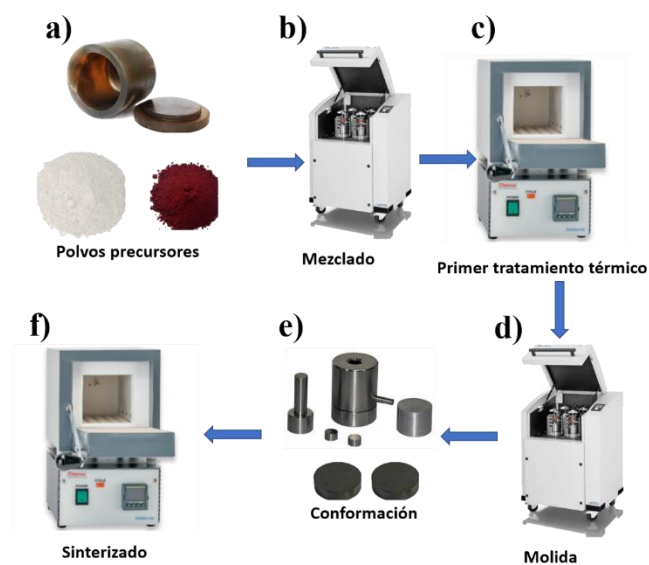 a)
b)
c)
Polvos precursores
Mezclado
Primer tratamiento térmico
f)
e)
d)
Conformación
Sinterizado
Molida